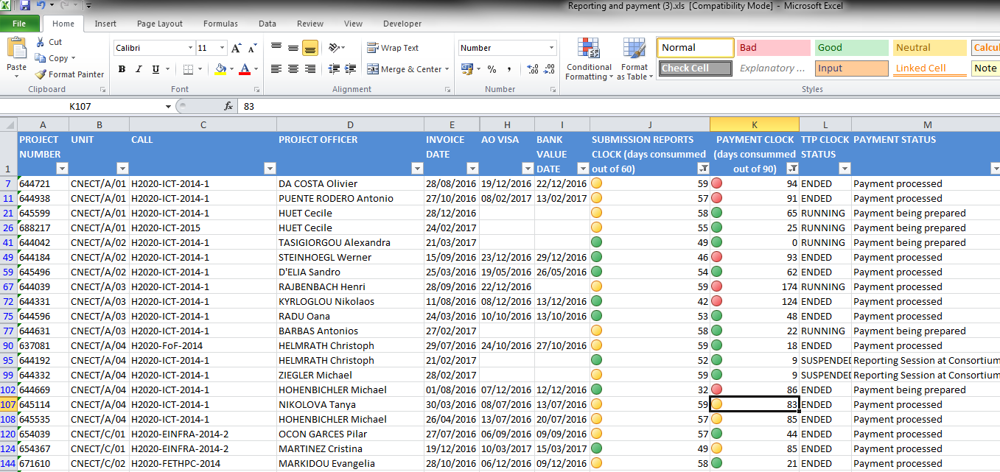 Reporting and payment (3).xls [Compatibility Mode] - Microsoft Excel
File Home Insert Page Layout Formulas Data Review View Developer
Paste Cut Copy Format Painter Clipboard
Calibri 11 A A B I U A Font
Wrap Text Merge & Center Alignment
Number % , .00 Number
Conditional Formatting Format as Table
Normal Bad Good Neutral Calcul
Check Cell Explanatory ... Input Linked Cell Note
Styles
K107 fx 83
A B C D E H I J K L M
1 PROJECT NUMBER UNIT CALL PROJECT OFFICER INVOICE DATE AO VISA BANK VALUE DATE SUBMISSION REPORTS CLOCK (days consummed out of 60) PAYMENT CLOCK (days consummed out of 90) TTP CLOCK STATUS PAYMENT STATUS
7 644721 CNECT/A/01 H2020-ICT-2014-1 DA COSTA Olivier 28/08/2016 19/12/2016 22/12/2016 59 94 ENDED Payment processed
11 644938 CNECT/A/01 H2020-ICT-2014-1 PUENTE RODERO Antonio 27/10/2016 08/02/2017 13/02/2017 57 91 ENDED Payment processed
21 645599 CNECT/A/01 H2020-ICT-2014-1 HUET Cecile 28/12/2016 58 65 RUNNING Payment being prepared
26 688217 CNECT/A/01 H2020-ICT-2015 HUET Cecile 24/02/2017 55 25 RUNNING Payment being prepared
41 644042 CNECT/A/02 H2020-ICT-2014-1 TASIGIORGOU Alexandra 21/03/2017 49 0 RUNNING Payment being prepared
49 644184 CNECT/A/02 H2020-ICT-2014-1 STEINHOEGL Werner 15/09/2016 23/12/2016 29/12/2016 46 93 ENDED Payment processed
59 645496 CNECT/A/02 H2020-ICT-2014-1 D'ELIA Sandro 25/03/2016 19/05/2016 26/05/2016 54 62 ENDED Payment processed
67 644039 CNECT/A/03 H2020-ICT-2014-1 RAJBENBACH Henri 28/09/2016 22/12/2016 59 174 RUNNING Payment processed
72 644331 CNECT/A/03 H2020-ICT-2014-1 KYRLOGLOU Nikolaos 11/08/2016 08/12/2016 13/12/2016 42 124 ENDED Payment processed
75 644596 CNECT/A/03 H2020-ICT-2014-1 RADU Oana 24/03/2016 10/10/2016 13/10/2016 53 48 ENDED Payment processed
77 644631 CNECT/A/03 H2020-ICT-2014-1 BARBAS Antonios 27/02/2017 58 22 RUNNING Payment being prepared
90 637081 CNECT/A/04 H2020-FoF-2014 HELMRATH Christoph 29/07/2016 24/10/2016 27/10/2016 59 18 ENDED Payment processed
95 644192 CNECT/A/04 H2020-ICT-2014-1 HELMRATH Christoph 21/02/2017 52 9 SUSPENDED Reporting Session at Consortium
99 644332 CNECT/A/04 H2020-ICT-2014-1 ZIEGLER Michael 28/02/2017 59 9 SUSPENDED Reporting Session at Consortium
102 644669 CNECT/A/04 H2020-ICT-2014-1 HOHENBICHLER Michael 01/08/2016 07/12/2016 12/12/2016 32 86 ENDED Payment being prepared
107 645114 CNECT/A/04 H2020-ICT-2014-1 NIKOLOVA Tanya 30/03/2016 08/07/2016 13/07/2016 59 83 ENDED Payment processed
108 645535 CNECT/A/04 H2020-ICT-2014-1 HOHENBICHLER Michael 26/04/2016 13/07/2016 20/07/2016 57 85 ENDED Payment processed
120 654039 CNECT/C/01 H2020-EINFRA-2014-2 OCON GARCES Pilar 27/07/2016 06/09/2016 09/09/2016 57 44 ENDED Payment processed
124 654367 CNECT/C/01 H2020-EINFRA-2014-2 MARTINEZ Cristina 19/12/2016 10/03/2017 15/03/2017 49 85 ENDED Payment processed
144 671610 CNECT/C/02 H2020-FETHPC-2014 MARKIDOU Evangelia 28/10/2016 06/12/2016 09/12/2016 58 21 ENDED Payment processed